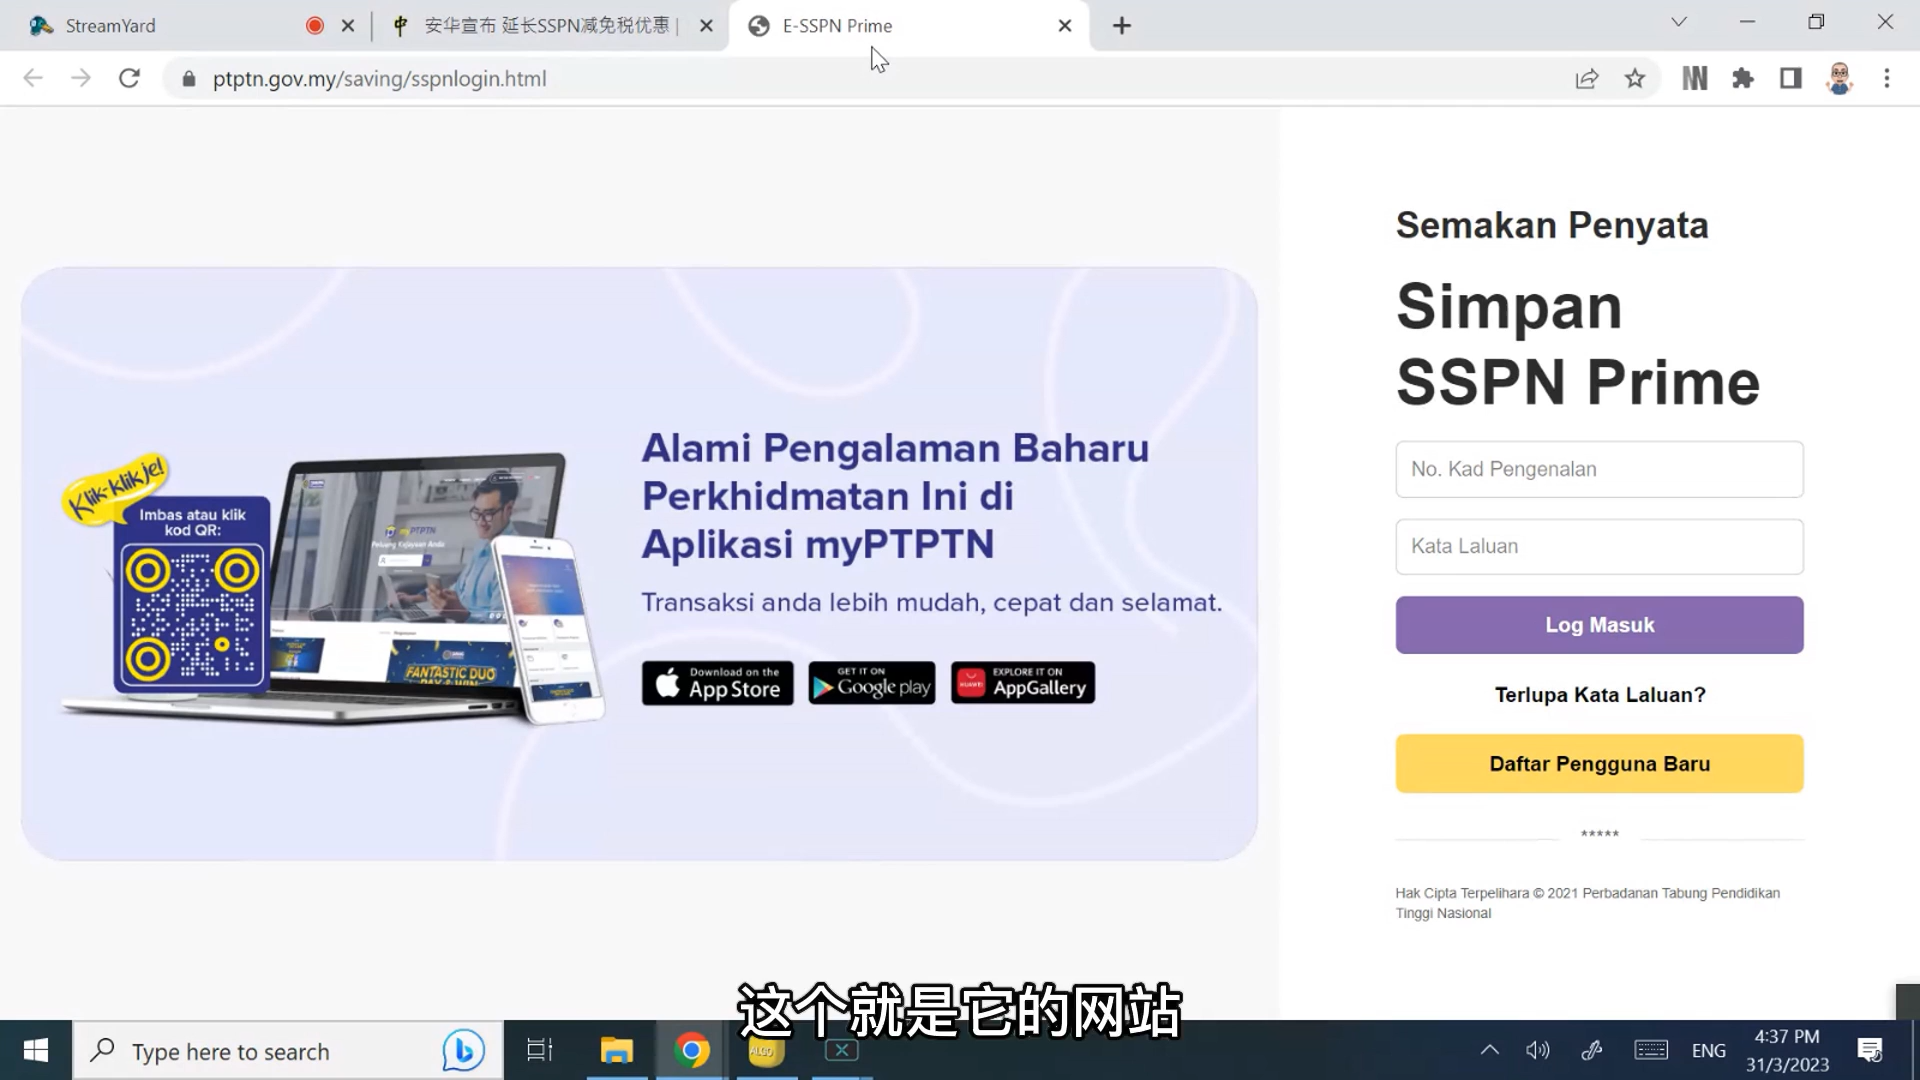 StreamYard
安华宣布 延长SSPN减免税优惠 |
E-SSPN Prime
ptptn.gov.my/saving/sspnlogin.html
Semakan Penyata
Simpan
SSPN Prime
No. Kad Pengenalan
Kata Laluan
Log Masuk
Terlupa Kata Laluan?
Daftar Pengguna Baru
*****
Hak Cipta Terpelihara © 2021 Perbadanan Tabung Pendidikan
Tinggi Nasional
Klik-klik je!
Imbas atau klik
kod QR:
myPTPTN
FANTASTIC DUO
Alami Pengalaman Baharu
Perkhidmatan Ini di
Aplikasi myPTPTN
Transaksi anda lebih mudah, cepat dan selamat.
Download on the
App Store
GET IT ON
Google play
EXPLORE IT ON
AppGallery
HUAWEI
这个就是它的网站
Type here to search
ALGO
ENG
4:37 PM
31/3/2023